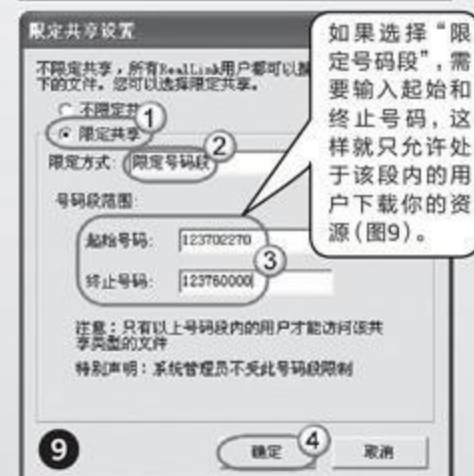 限定共享设置
不限定共享，所有RealLink用户都可以
下的文件。您可以选择限定共享。
不限定共
① 限定共享
限定方式： 限定号码段 ②
号码段范围：
起始号码： 123702270
③
终止号码： 123760000
注意：只有以上号码段内的用户才能访问该共
享类型的文件
特别声明：系统管理员不受此号码段限制
9
确定 ④ 取消
如果选择“限
定号码段”，需
要输入起始和
终止号码，这
样就只允许处
于该段内的用
户下载你的资
源（图9）。